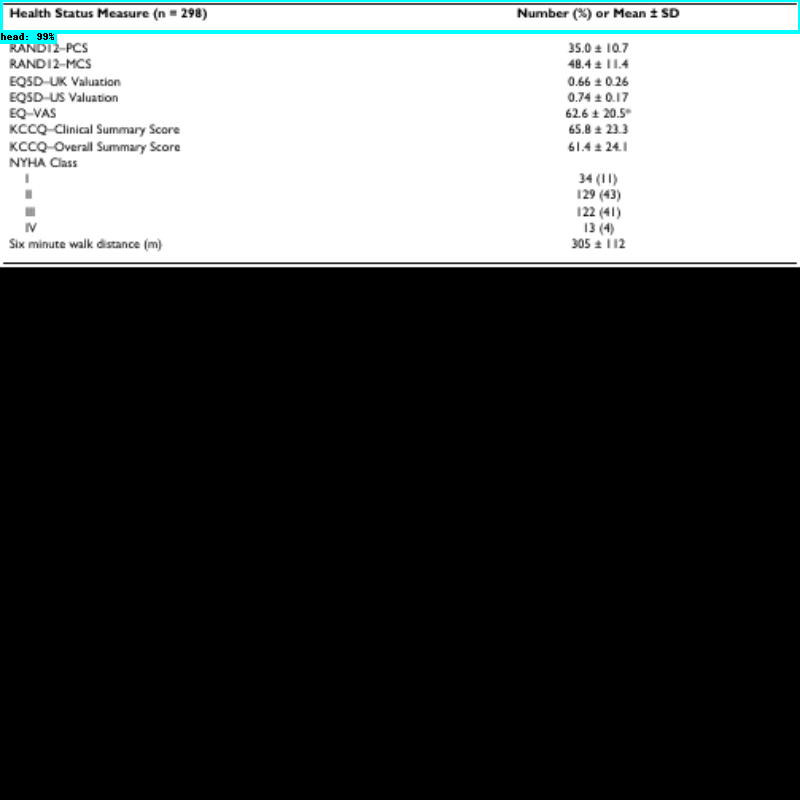 Health Status Measure (n = 298) Number (%) or Mean ± SD
head: 99%
RAND12–PCS 35.0 ± 10.7
RAND12–MCS 48.4 ± 11.4
EQ5D–UK Valuation 0.66 ± 0.26
EQ5D–US Valuation 0.74 ± 0.17
EQ–VAS 62.6 ± 20.5*
KCCQ–Clinical Summary Score 65.8 ± 23.3
KCCQ–Overall Summary Score 61.4 ± 24.1
NYHA Class
I 34 (11)
II 129 (43)
III 122 (41)
IV 13 (4)
Six minute walk distance (m) 305 ± 112